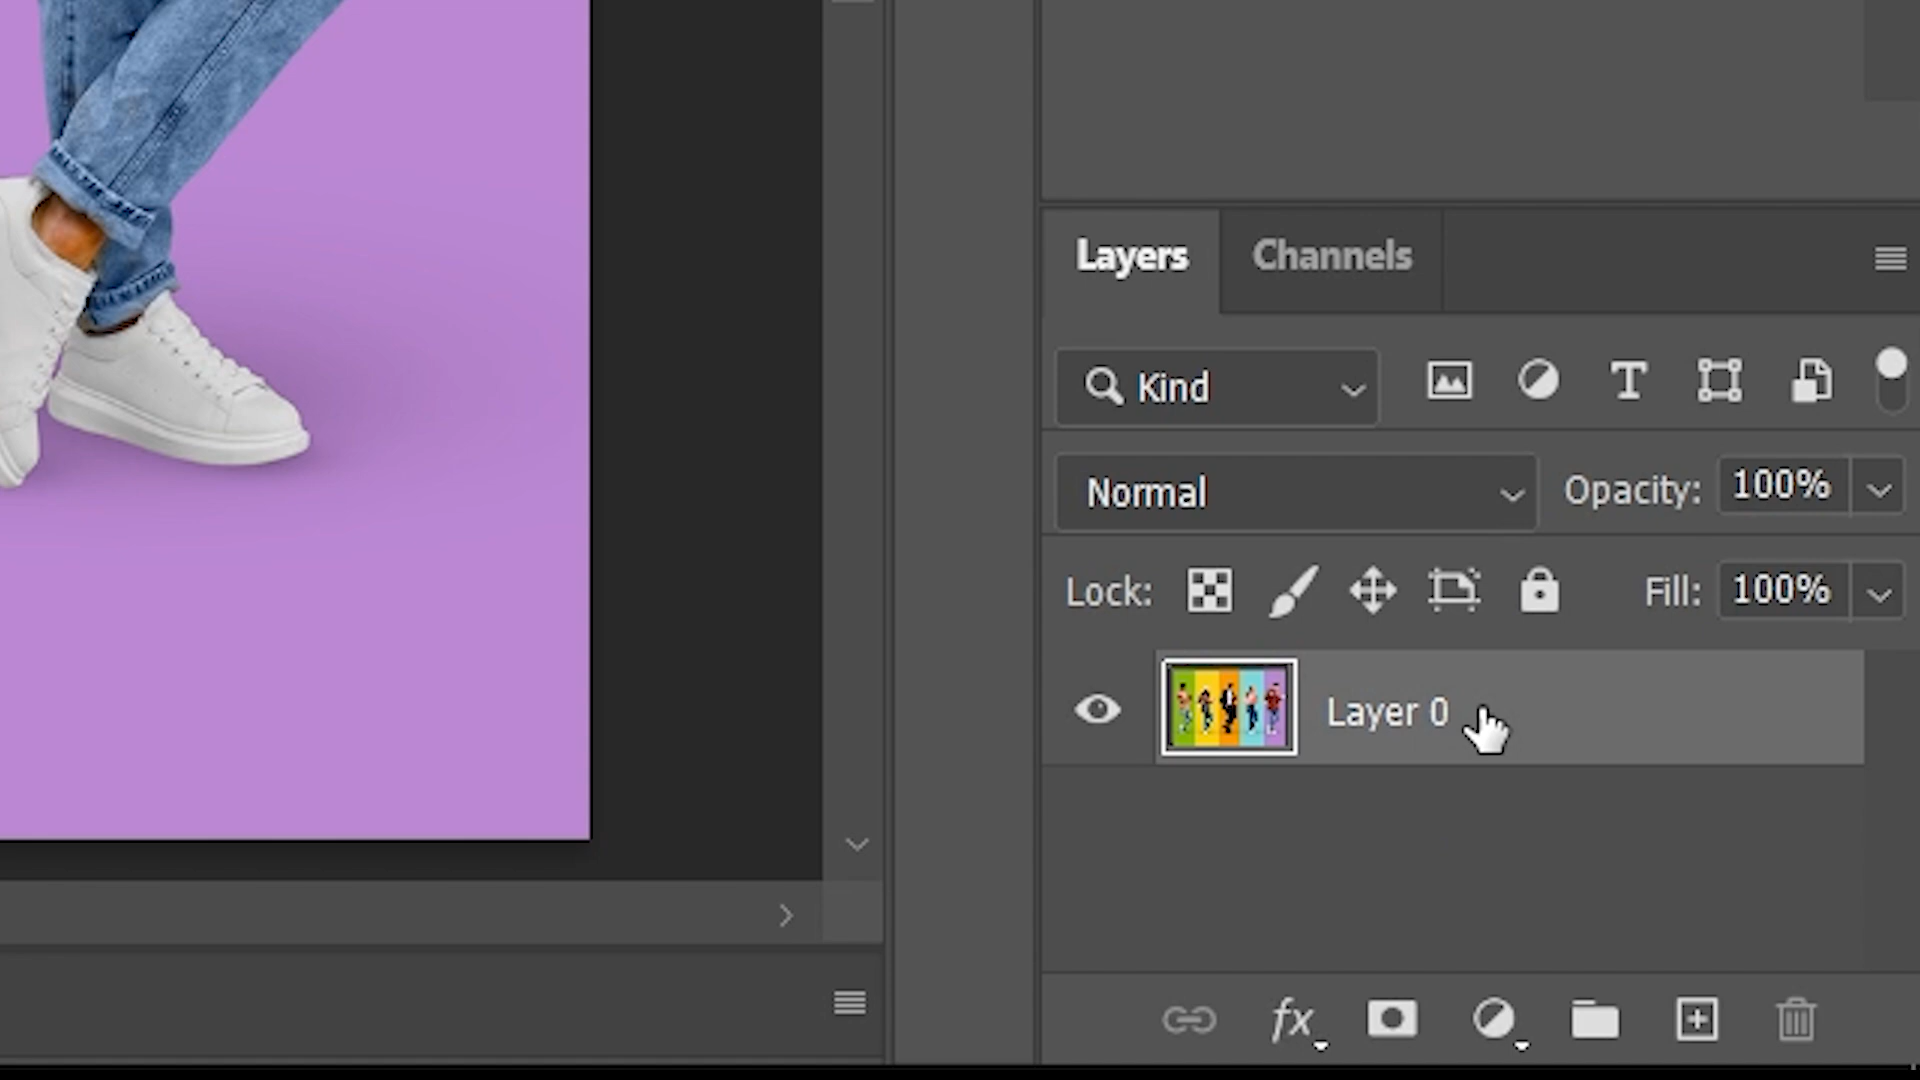 Layers Channels
Kind
Normal Opacity: 100%
Lock: Fill: 100%
Layer 0
fx